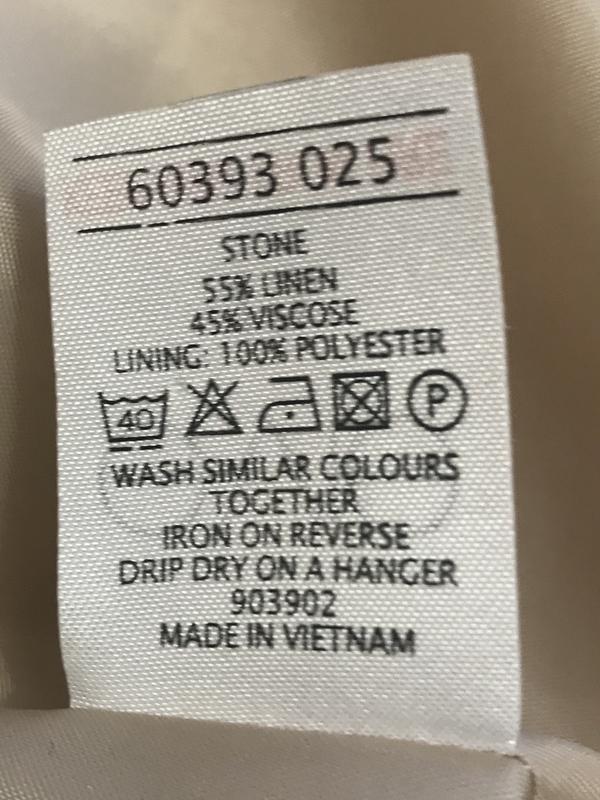 60393 025
STONE
55% LINEN
45% VISCOSE
LINING: 100% POLYESTER
40 P
WASH SIMILAR COLOURS
TOGETHER
IRON ON REVERSE
DRIP DRY ON A HANGER
903902
MADE IN VIETNAM